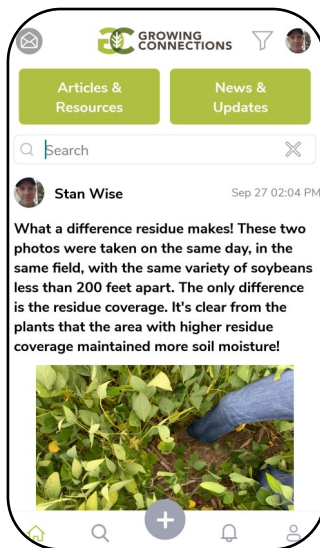 GROWING
CONNECTIONS
Articles &
Resources
News &
Updates
Search
Stan Wise
Sep 27 02:04 PM
What a difference residue makes! These two
photos were taken on the same day, in the
same field, with the same variety of soybeans
less than 200 feet apart. The only difference
is the residue coverage. It's clear from the
plants that the area with higher residue
coverage maintained more soil moisture!